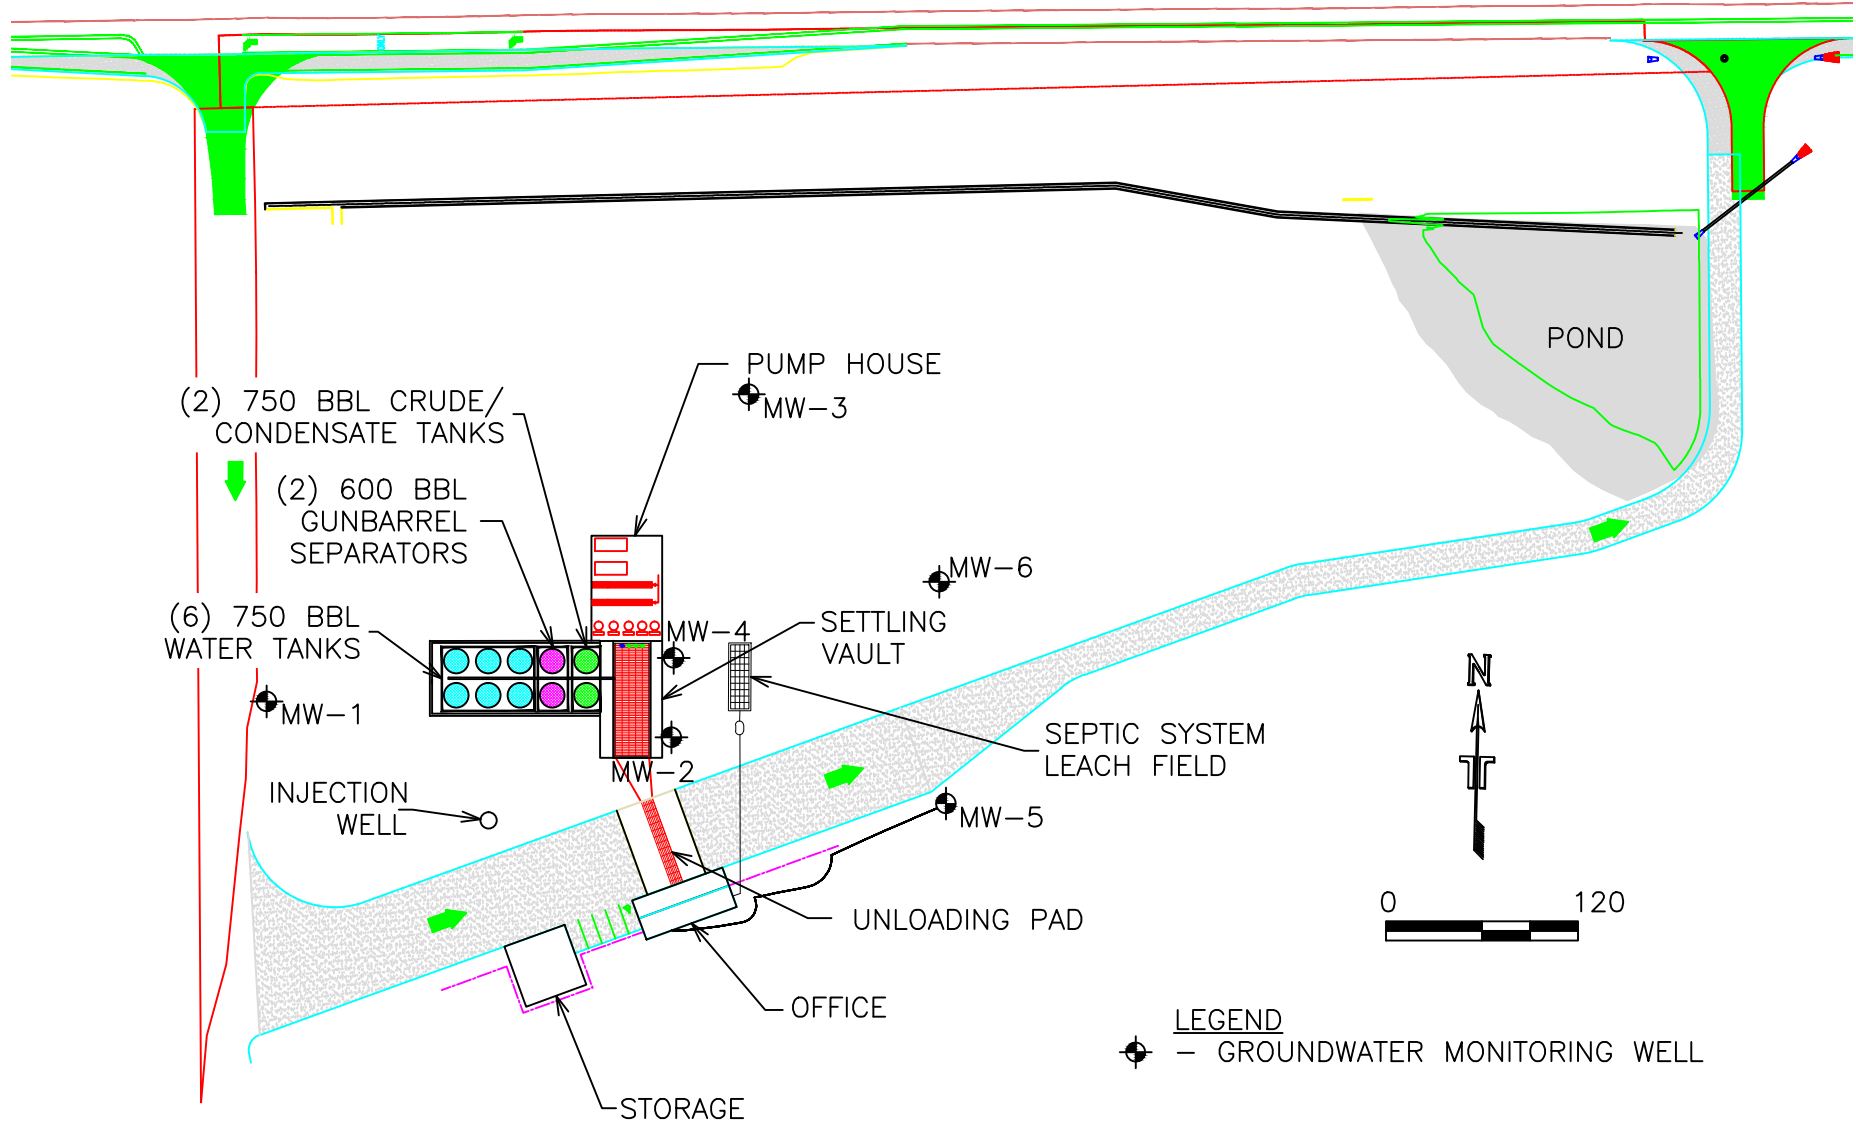 POND
PUMP HOUSE
MW-3
(2) 750 BBL CRUDE/
CONDENSATE TANKS
(2) 600 BBL
GUNBARREL
SEPARATORS
MW-6
(6) 750 BBL
WATER TANKS
MW-4
SETTLING
VAULT
MW-1
N
SEPTIC SYSTEM
LEACH FIELD
MW-2
INJECTION
WELL
MW-5
UNLOADING PAD
0 120
OFFICE
LEGEND
- GROUNDWATER MONITORING WELL
STORAGE